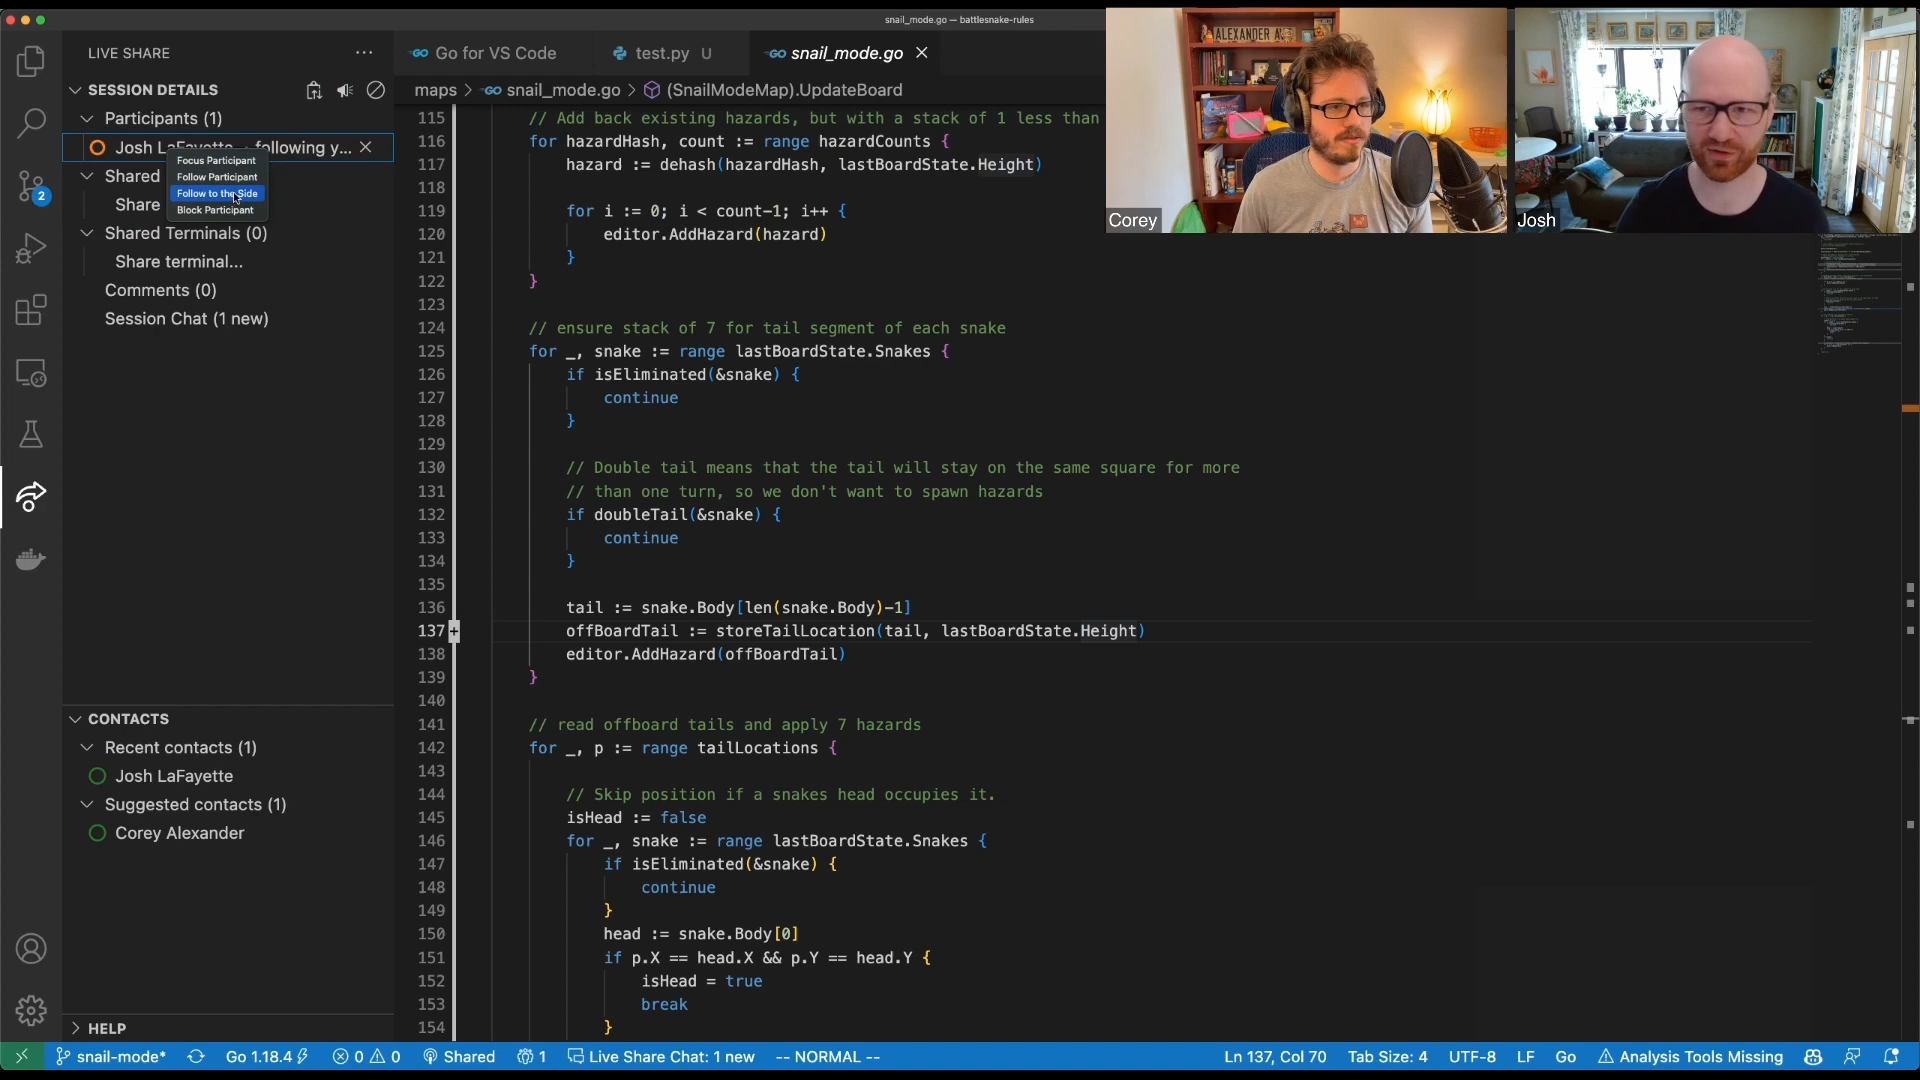 snail_mode.go — battlesnake-rules
LIVE SHARE
Go for VS Code
test.py U
snail_mode.go
SESSION DETAILS
maps > snail_mode.go > (SnailModeMap).UpdateBoard
Participants (1)
Josh LaFayette · following y...
Focus Participant
Follow Participant
Follow to the Side
Block Participant
Shared
Share
Shared Terminals (0)
Share terminal...
Comments (0)
Session Chat (1 new)
2
CONTACTS
Recent contacts (1)
Josh LaFayette
Suggested contacts (1)
Corey Alexander
HELP
115 // Add back existing hazards, but with a stack of 1 less than
116 for hazardHash, count := range hazardCounts {
117 hazard := dehash(hazardHash, lastBoardState.Height)
118
119 for i := 0; i < count-1; i++ {
120 editor.AddHazard(hazard)
121 }
122 }
123
124 // ensure stack of 7 for tail segment of each snake
125 for _, snake := range lastBoardState.Snakes {
126 if isEliminated(&snake) {
127 continue
128 }
129
130 // Double tail means that the tail will stay on the same square for more
131 // than one turn, so we don't want to spawn hazards
132 if doubleTail(&snake) {
133 continue
134 }
135
136 tail := snake.Body[len(snake.Body)-1]
137 offBoardTail := storeTailLocation(tail, lastBoardState.Height)
138 editor.AddHazard(offBoardTail)
139 }
140
141 // read offboard tails and apply 7 hazards
142 for _, p := range tailLocations {
143
144 // Skip position if a snakes head occupies it.
145 isHead := false
146 for _, snake := range lastBoardState.Snakes {
147 if isEliminated(&snake) {
148 continue
149 }
150 head := snake.Body[0]
151 if p.X == head.X && p.Y == head.Y {
152 isHead = true
153 break
154 }
ALEXANDER A
Corey
Josh
snail-mode* Go 1.18.4 0 0 Shared 1 Live Share Chat: 1 new -- NORMAL -- Ln 137, Col 70 Tab Size: 4 UTF-8 LF Go Analysis Tools Missing